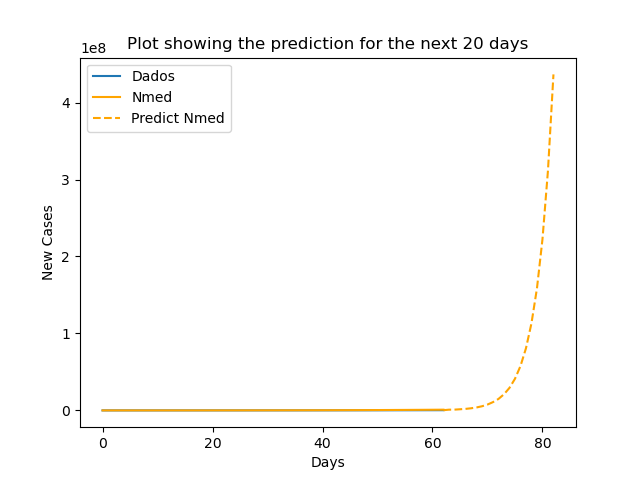 Plot showing the prediction for the next 20 days
1e8
Dados
Nmed
Predict Nmed
4
3
2
1
0
New Cases
0 20 40 60 80
Days